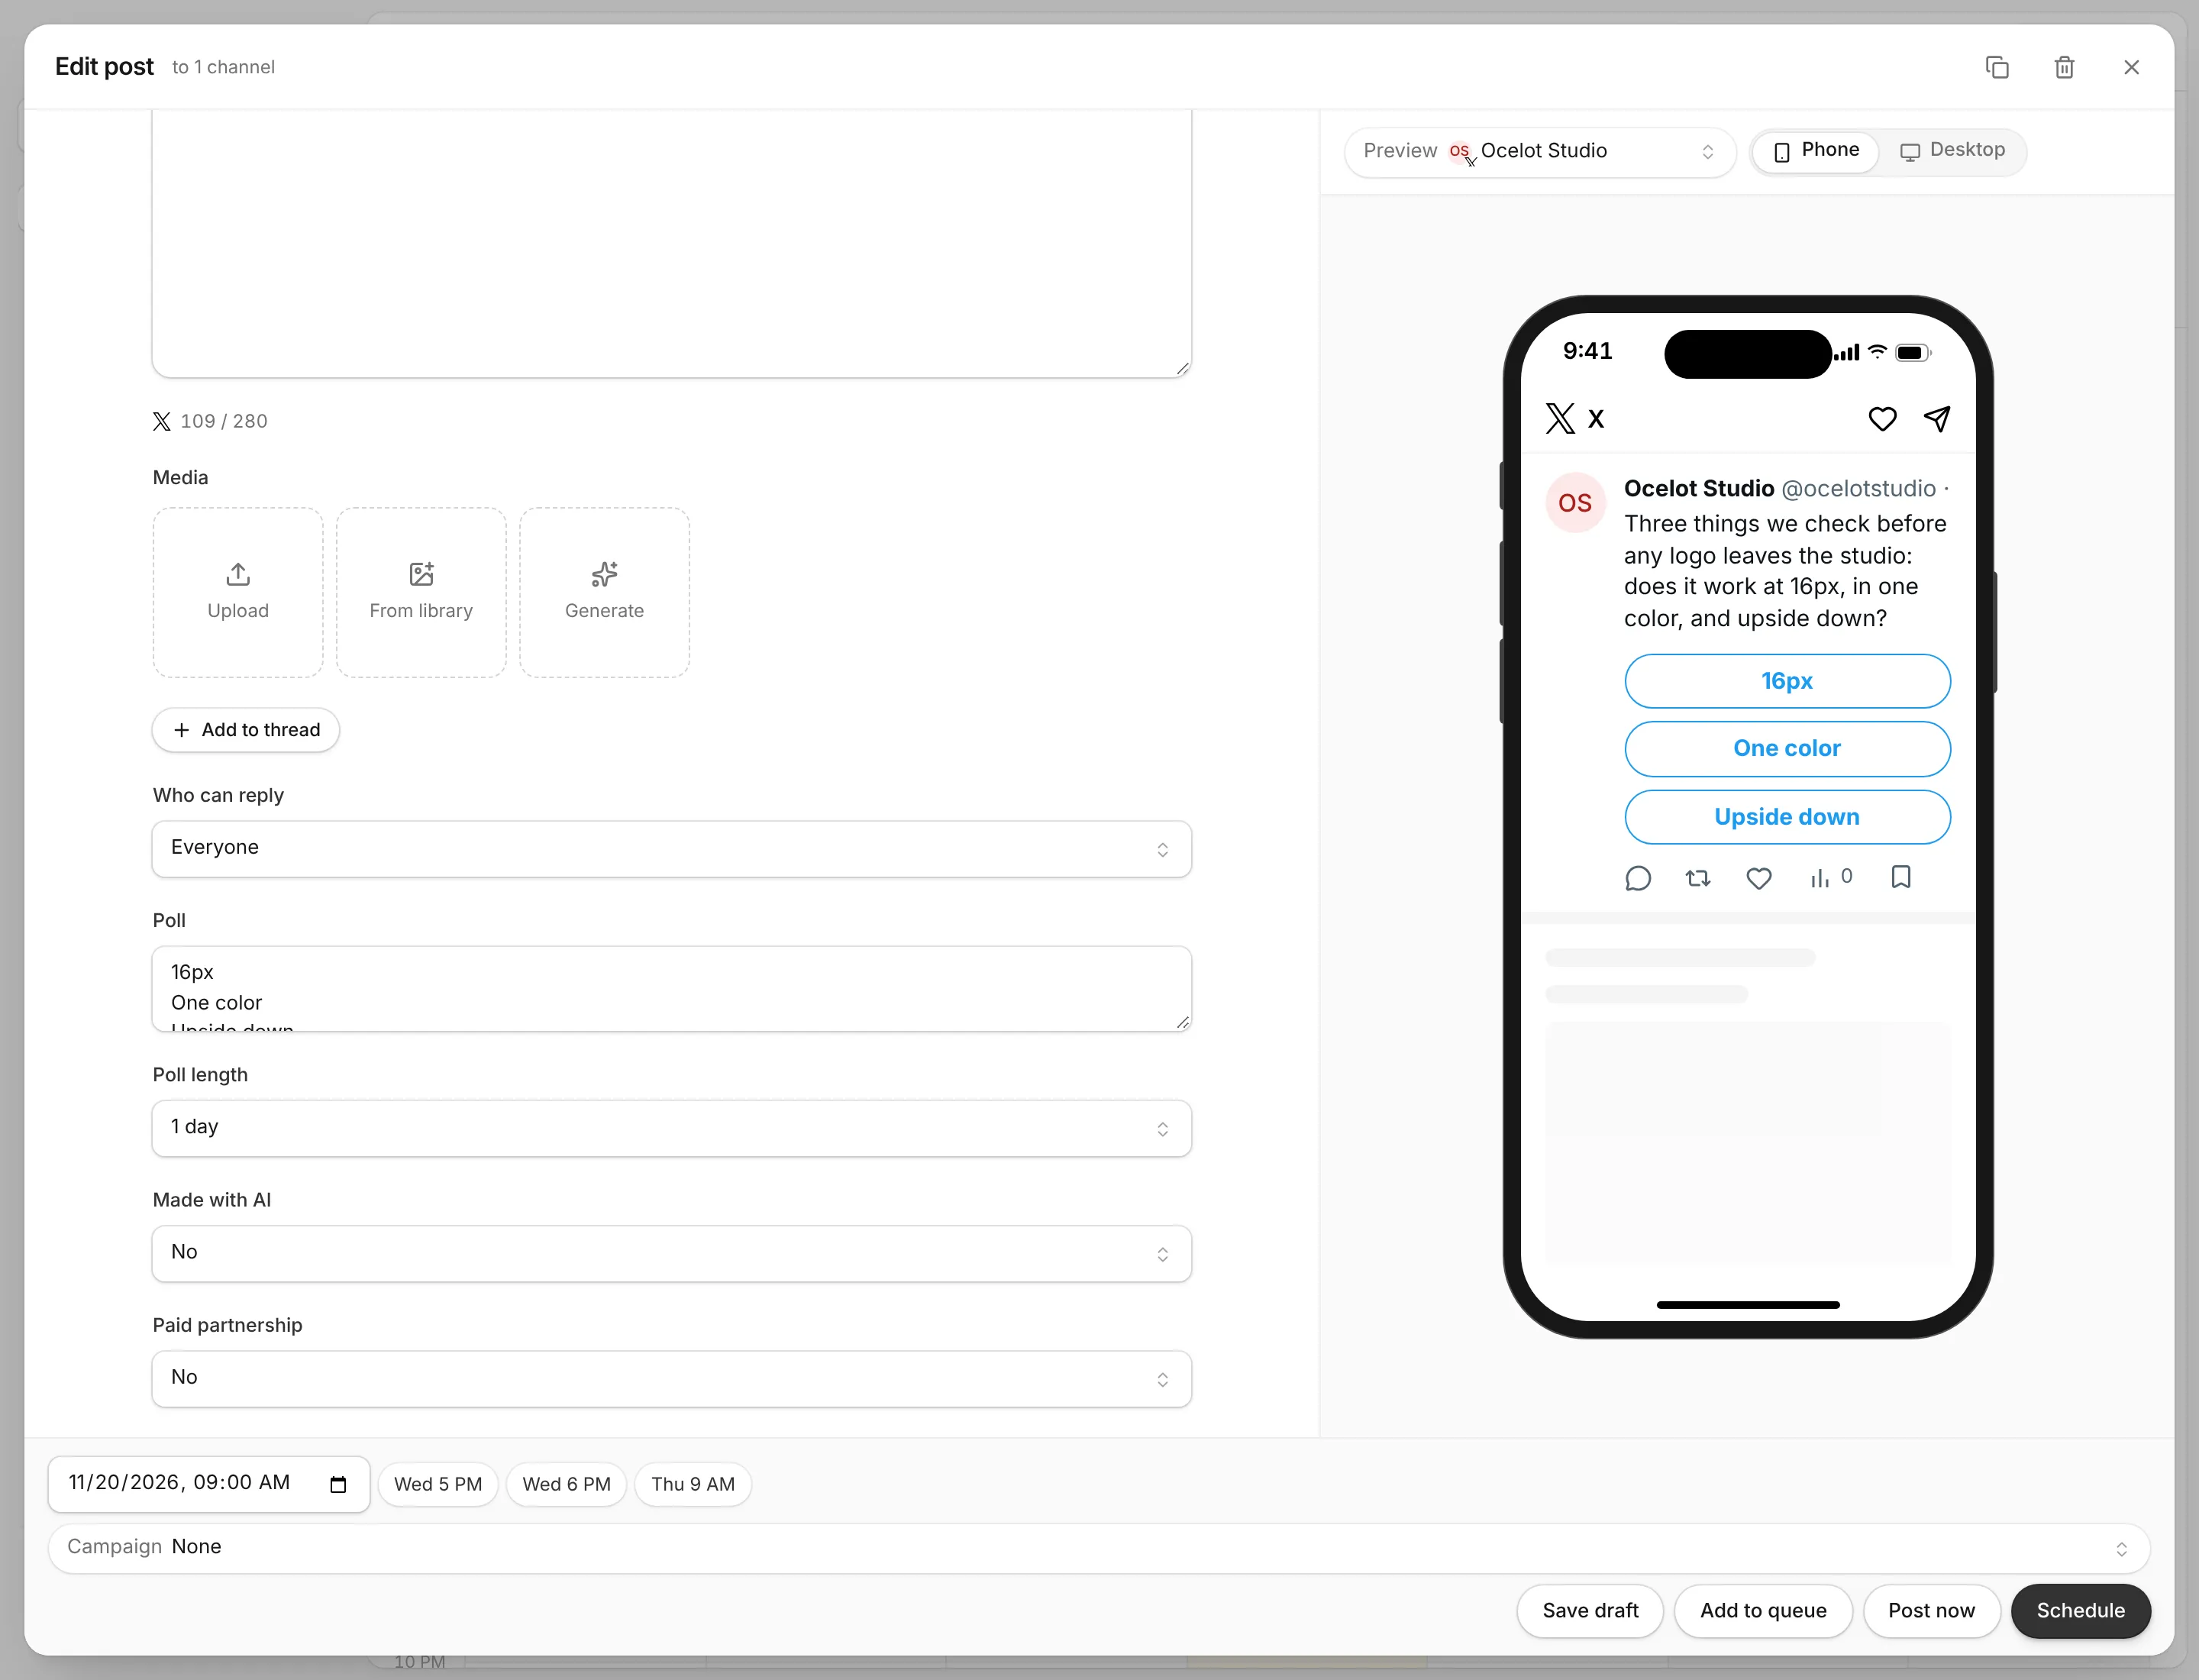 Edit post to 1 channel
Preview OS Ocelot Studio
Phone
Desktop
109 / 280
Media
Upload
From library
Generate
Add to thread
Who can reply
Everyone
Poll
16px
One color
Upside down
Poll length
1 day
Made with AI
No
Paid partnership
No
9:41
X
OS
Ocelot Studio @ocelotstudio ·
Three things we check before
any logo leaves the studio:
does it work at 16px, in one
color, and upside down?
16px
One color
Upside down
0
11/20/2026, 09:00 AM
Wed 5 PM
Wed 6 PM
Thu 9 AM
Campaign None
Save draft
Add to queue
Post now
Schedule
10 PM